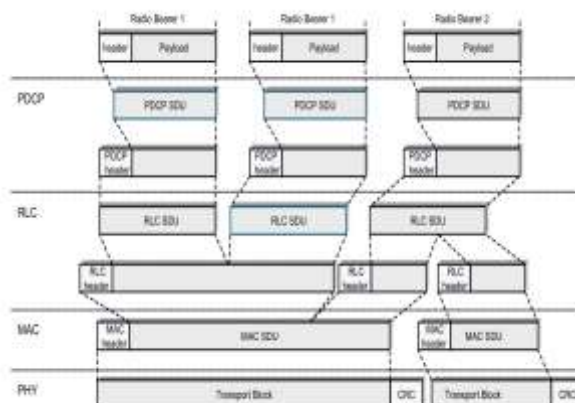 Radio Bearer 1 Radio Bearer 1 Radio Bearer 2
header Payload header Payload header Payload
PDCP
PDCP SDU PDCP SDU PDCP SDU
PDCP header PDCP header PDCP header
RLC
RLC SDU RLC SDU RLC SDU
RLC header RLC header RLC header
MAC
MAC header MAC SDU MAC header MAC SDU
PHY
Transport Block CRC Transport Block CRC